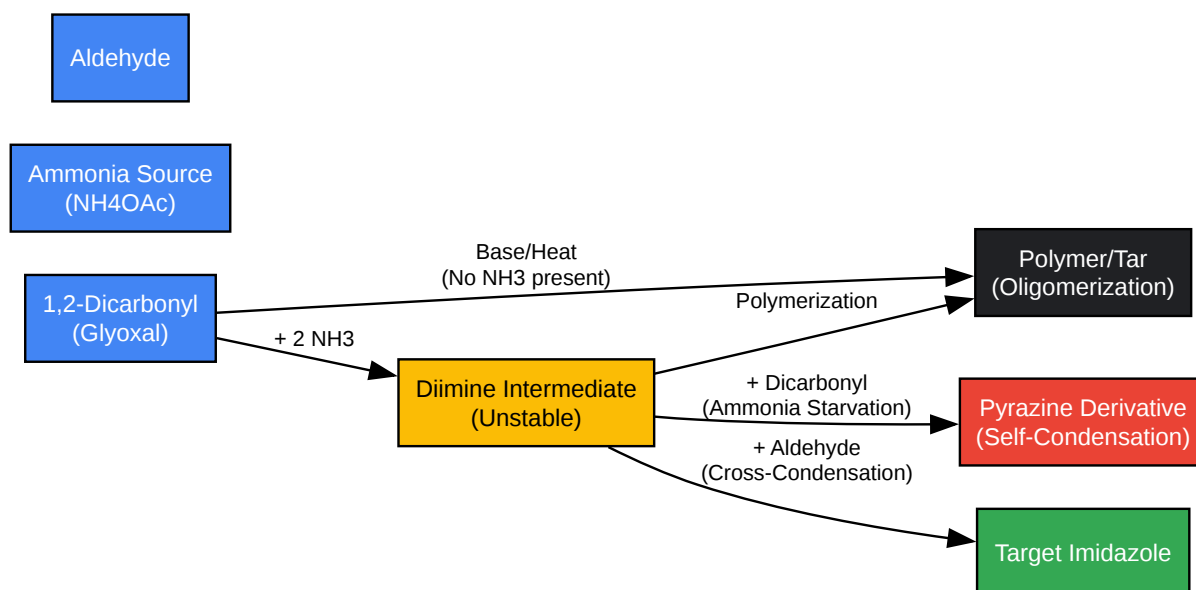 Aldehyde
Ammonia Source
(NH4OAc)
1,2-Dicarbonyl
(Glyoxal)
Base/Heat
(No NH3 present)
+ 2 NH3
Polymerization
Polymer/Tar
(Oligomerization)
Diimine Intermediate
(Unstable)
+ Dicarbonyl
(Ammonia Starvation)
Pyrazine Derivative
(Self-Condensation)
+ Aldehyde
(Cross-Condensation)
Target Imidazole